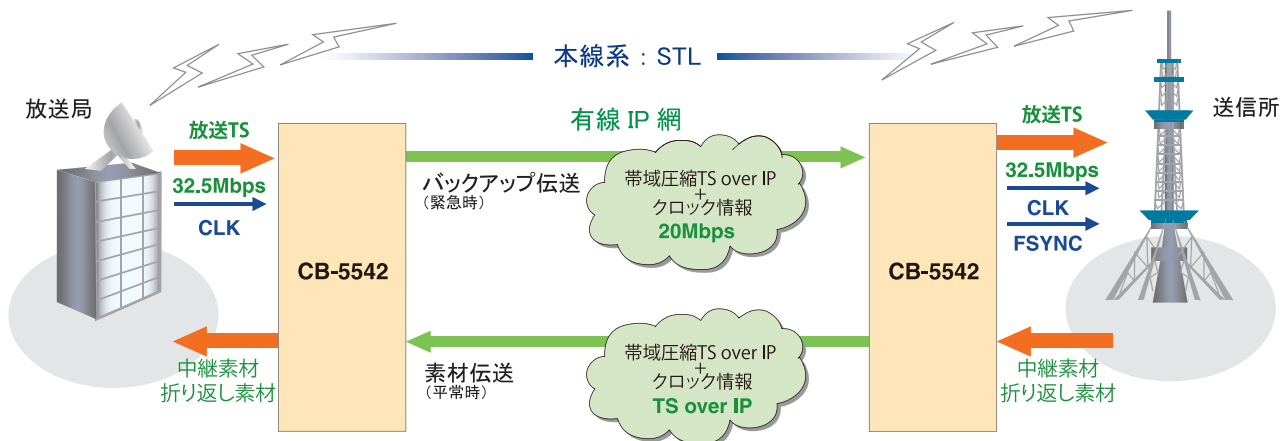 本線系：STL
放送局
放送TS
32.5Mbps
CLK
CB-5542
有線 IP 網
バックアップ伝送
（緊急時）
帯域圧縮TS over IP
+
クロック情報
20Mbps
CB-5542
放送TS
32.5Mbps
CLK
FSYNC
送信所
中継素材
折り返し素材
素材伝送
（平常時）
帯域圧縮TS over IP
+
クロック情報
TS over IP
中継素材
折り返し素材